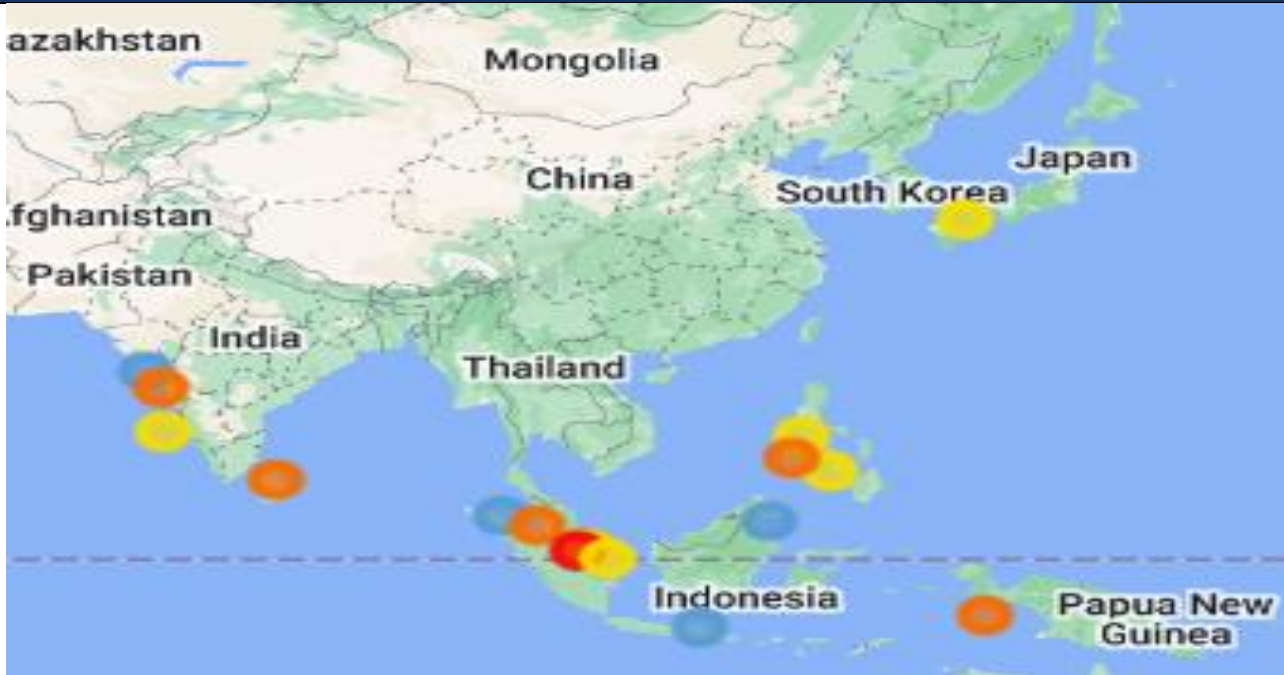 azakhstan
Mongolia
China
Japan
South Korea
fghanistan
Pakistan
India
Thailand
Indonesia
Papua New
Guinea